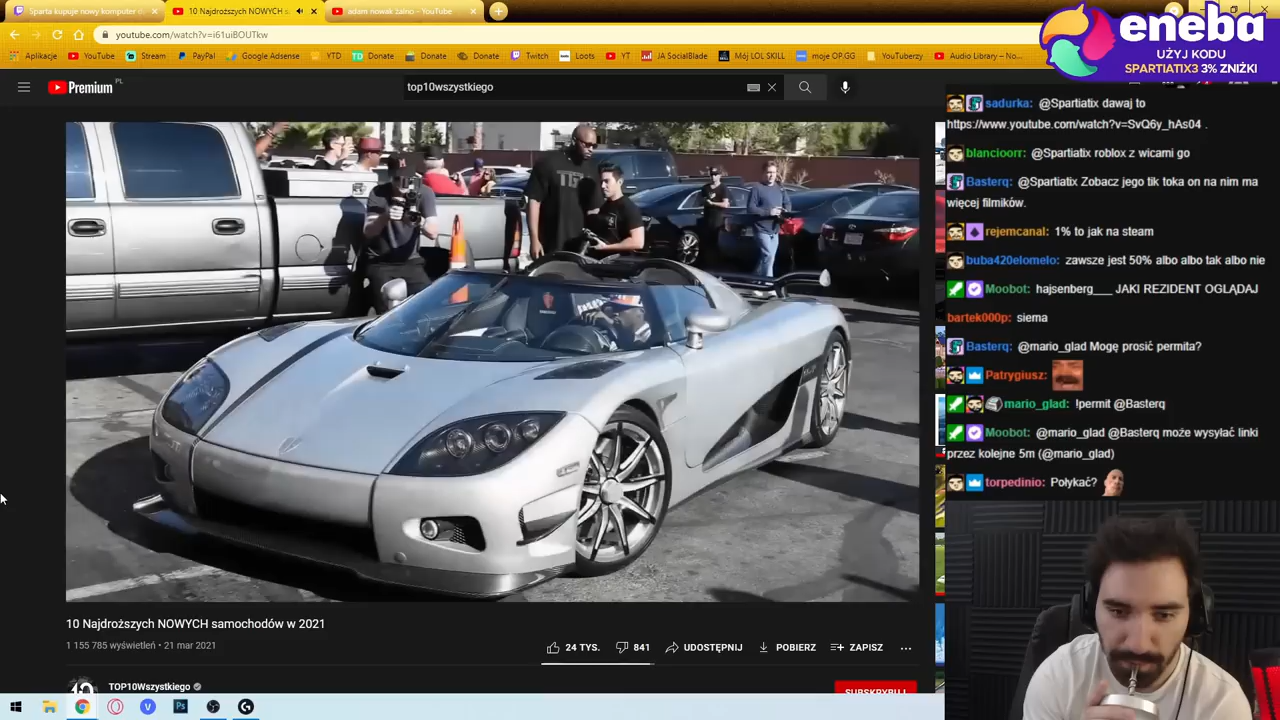 Sparta kupuje nowy komputer d
10 Najdroższych NOWYCH s
adam nowak żalno - YouTube
youtube.com/watch?v=i61ui8OUTkw
Aplikacje
YouTube
Stream
PayPal
Google Adsense
YTD
Donate
Donate
Donate
Twitch
Loots
YT
JA SocialBlade
Mój LOL SKILL
moje OP.GG
YouTuberzy
Audio Library – No...
eneba
UŻYJ KODU
SPARTIATIX3 3% ZNIŻKI
Premium PL
top10wszystkiego
sadurka: @Spartiatix dawaj to
https://www.youtube.com/watch?v=SvQ6y_hAs04 .
blancioorr: @Spartiatix roblox z wicami go
Basterq: @Spartiatix Zobacz jego tik toka on na nim ma
więcej filmików.
rejemcanal: 1% to jak na steam
buba420elomelo: zawsze jest 50% albo albo tak albo nie
Moobot: hajsenberg___ JAKI REZIDENT OGLĄDAJ
bartek000p: siema
Basterq: @mario_glad Mogę prosić permita?
Patrygiusz:
mario_glad: !permit @Basterq
Moobot: @mario_glad @Basterq może wysyłać linki
przez kolejne 5m (@mario_glad)
torpedinio: Połykać?
10 Najdroższych NOWYCH samochodów w 2021
1 155 785 wyświetleń • 21 mar 2021
24 TYS.
841
UDOSTĘPNIJ
POBIERZ
ZAPISZ
TOP10Wszystkiego
SUBSKRYBUJ